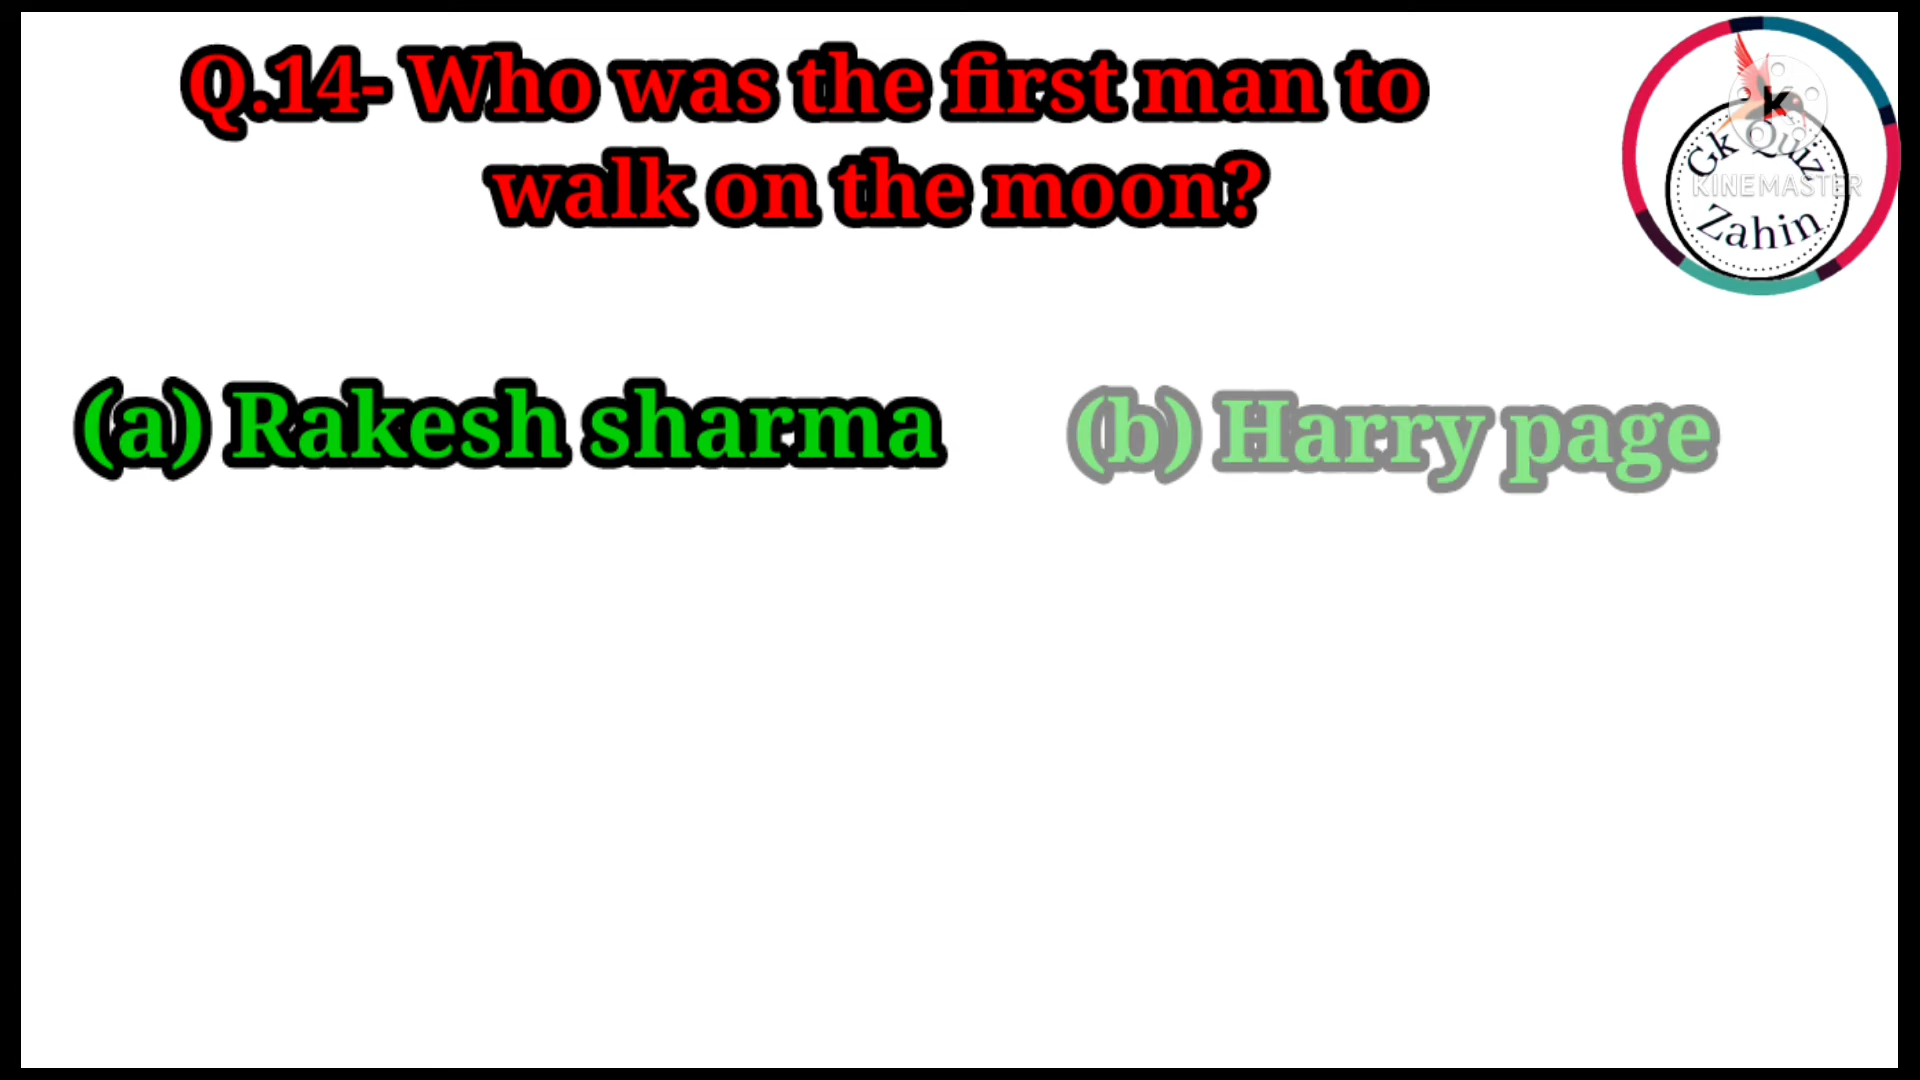 Q.14- Who was the first man to
walk on the moon?
Gk Quiz
KINEMASTER
Zahin
(a) Rakesh sharma
(b) Harry page